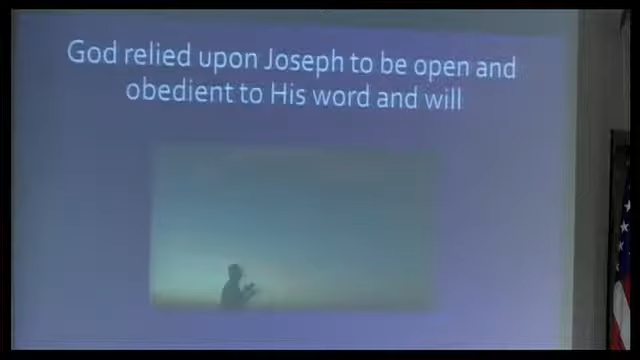 God relied upon Joseph to be open and
obedient to His word and will